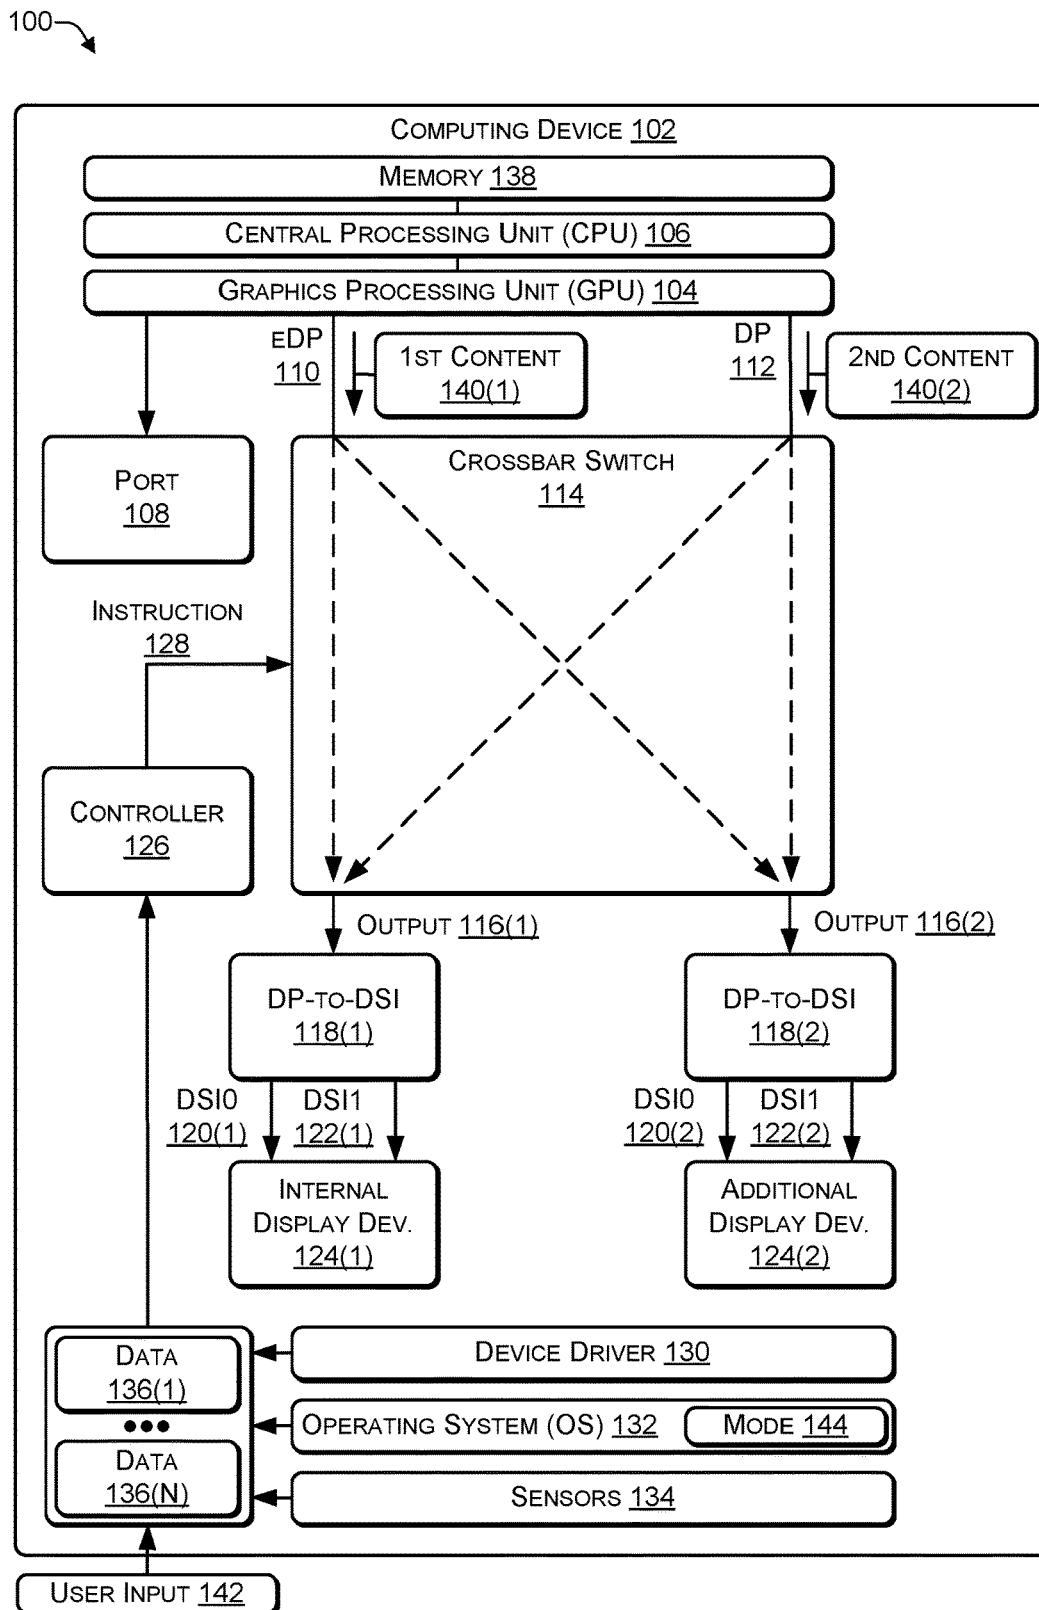 100
COMPUTING DEVICE 102
MEMORY 138
CENTRAL PROCESSING UNIT (CPU) 106
GRAPHICS PROCESSING UNIT (GPU) 104
EDP
110
1ST CONTENT
140(1)
DP
112
2ND CONTENT
140(2)
PORT
108
CROSSBAR SWITCH
114
INSTRUCTION
128
CONTROLLER
126
OUTPUT 116(1)
OUTPUT 116(2)
DP-TO-DSI
118(1)
DP-TO-DSI
118(2)
DSI0
120(1)
DSI1
122(1)
DSI0
120(2)
DSI1
122(2)
INTERNAL
DISPLAY DEV.
124(1)
ADDITIONAL
DISPLAY DEV.
124(2)
DATA
136(1)
DATA
136(N)
DEVICE DRIVER 130
OPERATING SYSTEM (OS) 132
MODE 144
SENSORS 134
USER INPUT 142